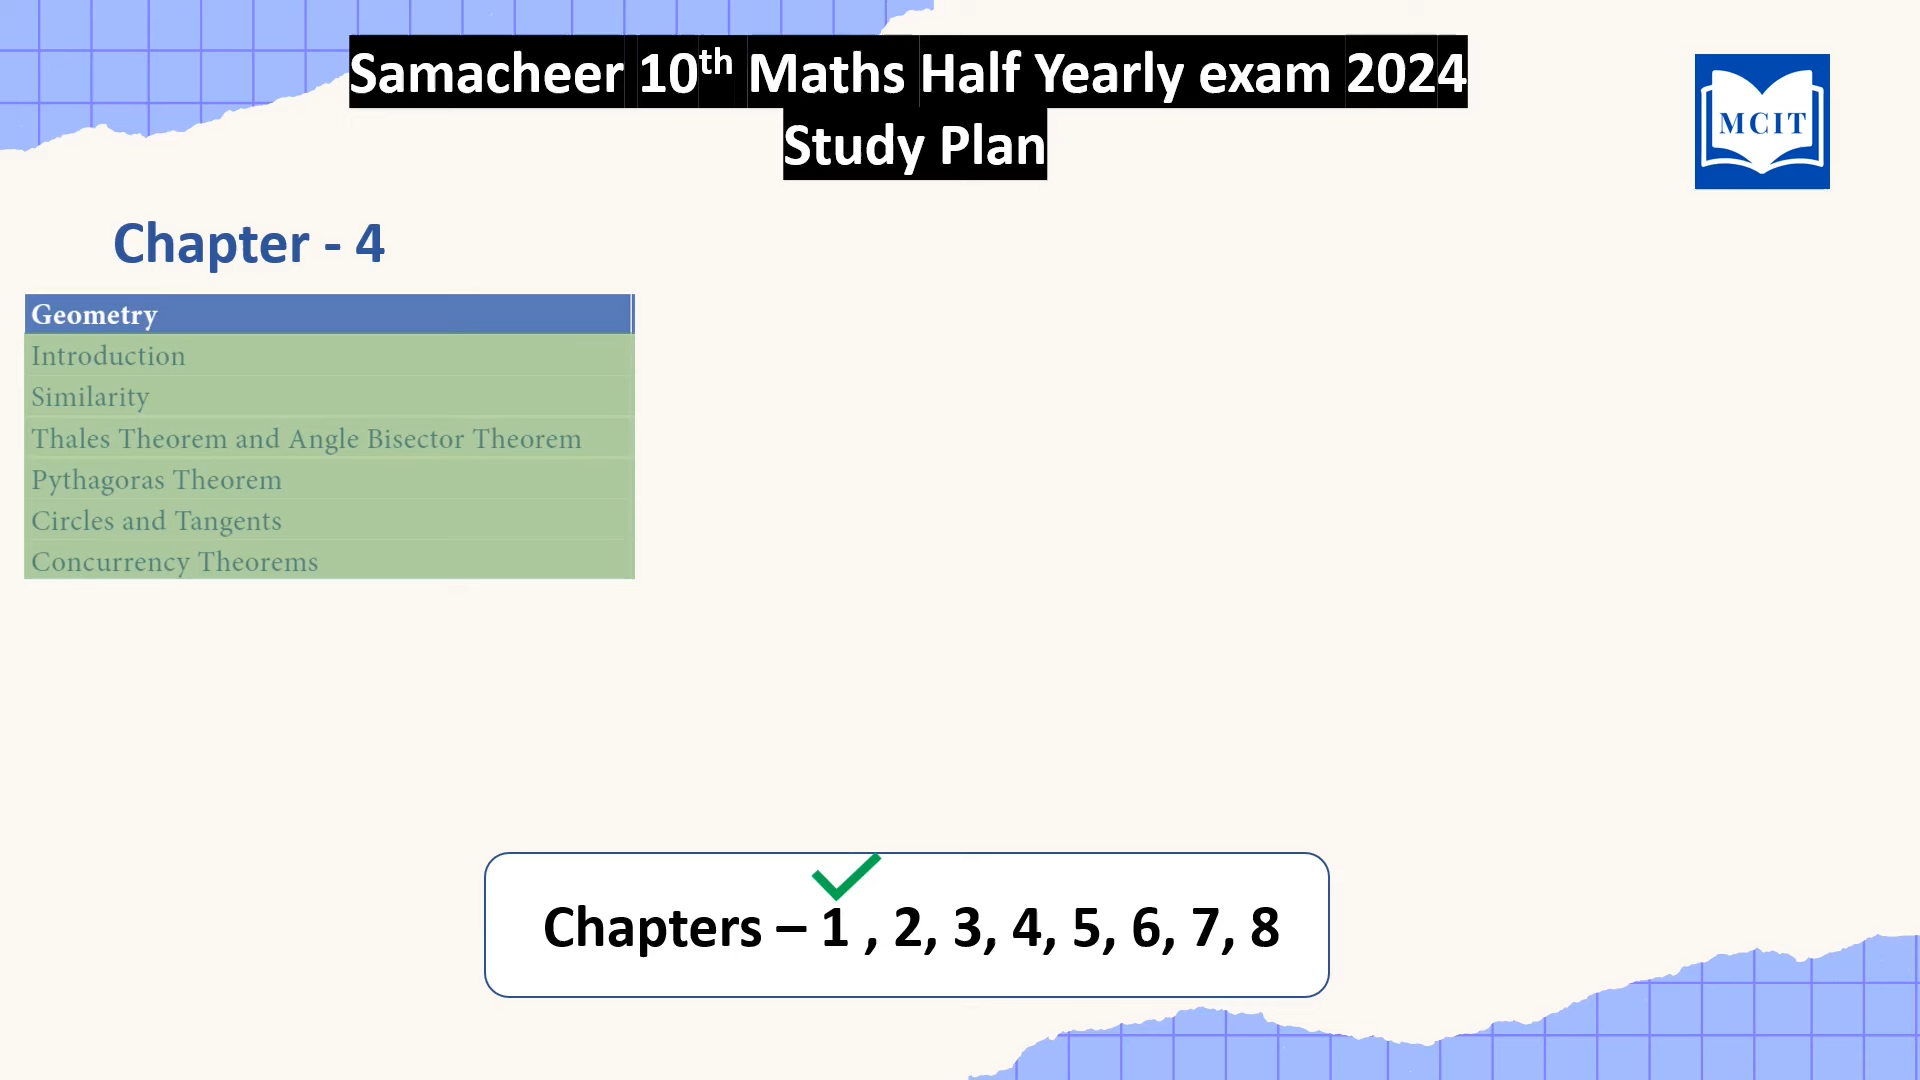 Samacheer 10th Maths Half Yearly exam 2024
Study Plan
MCIT
Chapter - 4
Geometry
Introduction
Similarity
Thales Theorem and Angle Bisector Theorem
Pythagoras Theorem
Circles and Tangents
Concurrency Theorems
Chapters – 1 , 2, 3, 4, 5, 6, 7, 8